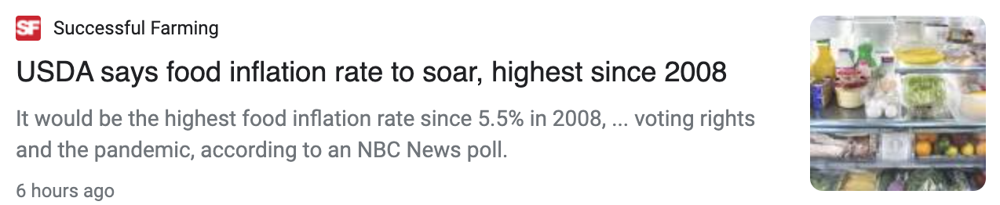 SF Successful Farming
USDA says food inflation rate to soar, highest since 2008
It would be the highest food inflation rate since 5.5% in 2008, ... voting rights
and the pandemic, according to an NBC News poll.
6 hours ago